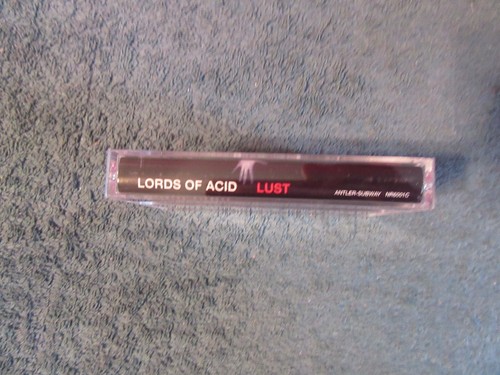 LORDS OF ACID LUST ANTLER-SUBWAY